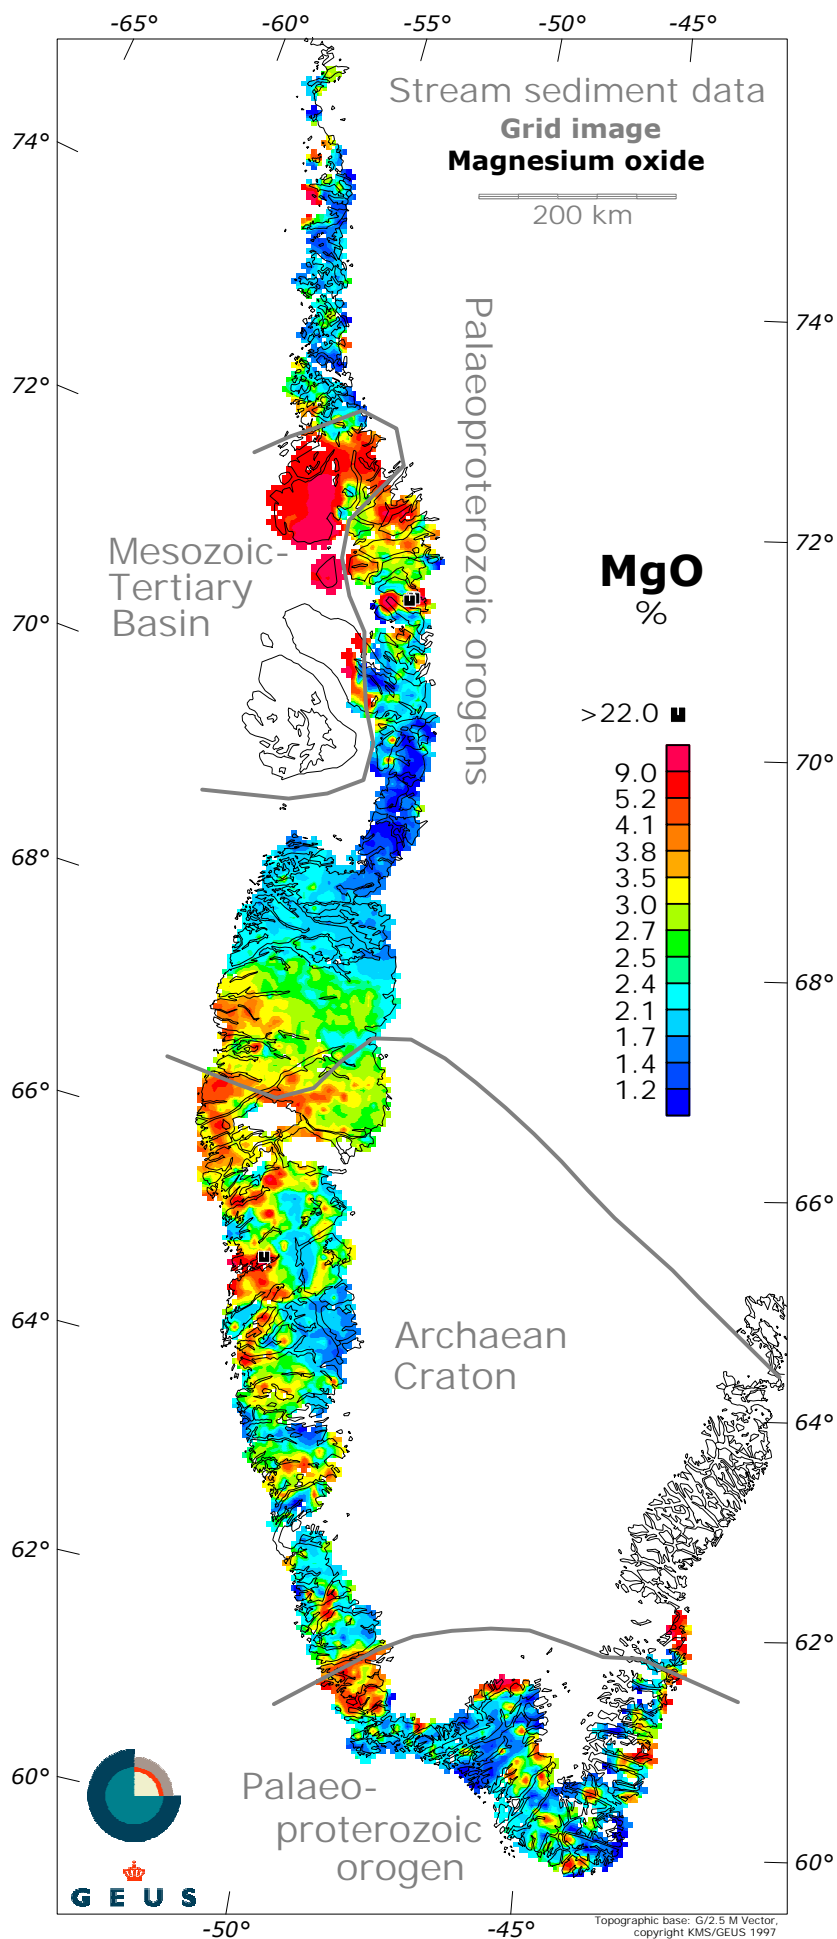 -65°
-60°
-55°
-50°
-45°
Stream sediment data
Grid image
Magnesium oxide
200 km
74°
74°
72°
72°
70°
70°
68°
68°
66°
66°
64°
64°
62°
62°
60°
60°
Palaeoproterozoic orogens
Mesozoic-
Tertiary
Basin
MgO
%
>22.0
9.0
5.2
4.1
3.8
3.5
3.0
2.7
2.5
2.4
2.1
1.7
1.4
1.2
Archaean
Craton
Palaeo-
proterozoic
orogen
GEUS
-50°
-45°
Topographic base: G/2.5 M Vector,
copyright KMS/GEUS 1997